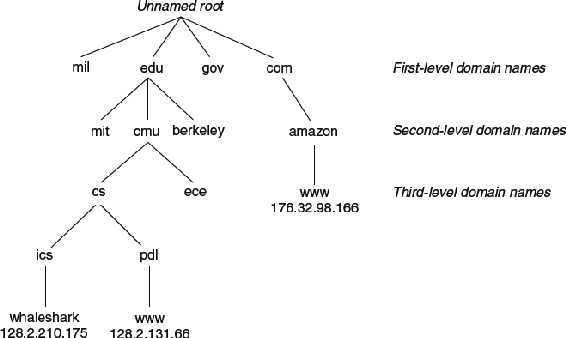 Unnamed root
mil edu gov com First-level domain names
mit cmu berkeley amazon Second-level domain names
cs ece www Third-level domain names
176.32.98.166
ics pdl
whaleshark www
128.2.210.175 128.2.131.66